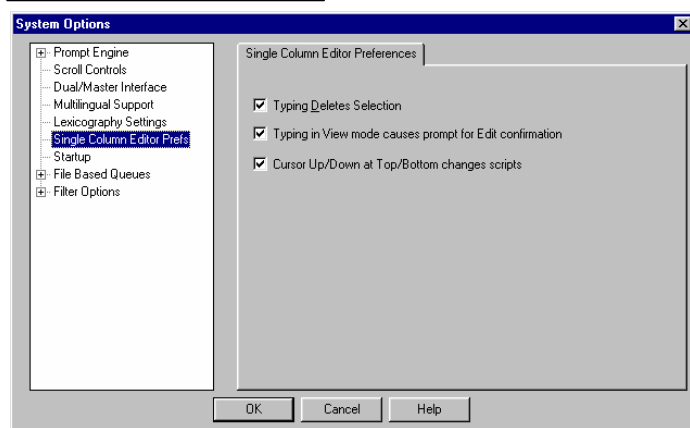 System Options
Prompt Engine
Scroll Controls
Dual/Master Interface
Multilingual Support
Lexicography Settings
Single Column Editor Prefs
Startup
File Based Queues
Filter Options
Single Column Editor Preferences
Typing Deletes Selection
Typing in View mode causes prompt for Edit confirmation
Cursor Up/Down at Top/Bottom changes scripts
OK Cancel Help